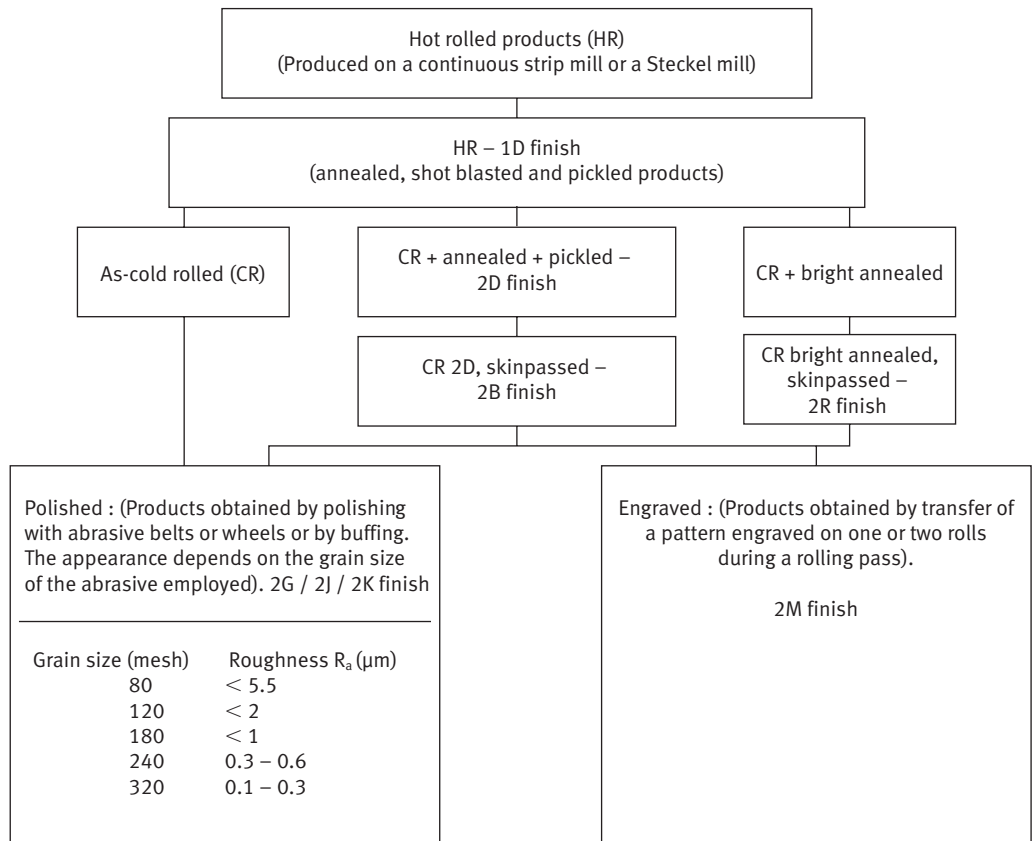 Hot rolled products (HR)
(Produced on a continuous strip mill or a Steckel mill)
HR – 1D finish
(annealed, shot blasted and pickled products)
As-cold rolled (CR)
CR + annealed + pickled –
2D finish
CR + bright annealed
CR 2D, skinpassed –
2B finish
CR bright annealed,
skinpassed –
2R finish
Polished : (Products obtained by polishing
with abrasive belts or wheels or by buffing.
The appearance depends on the grain size
of the abrasive employed). 2G / 2J / 2K finish
Grain size (mesh) Roughness Rₐ (µm)
80 < 5.5
120 < 2
180 < 1
240 0.3 – 0.6
320 0.1 – 0.3
Engraved : (Products obtained by transfer of
a pattern engraved on one or two rolls
during a rolling pass).
2M finish